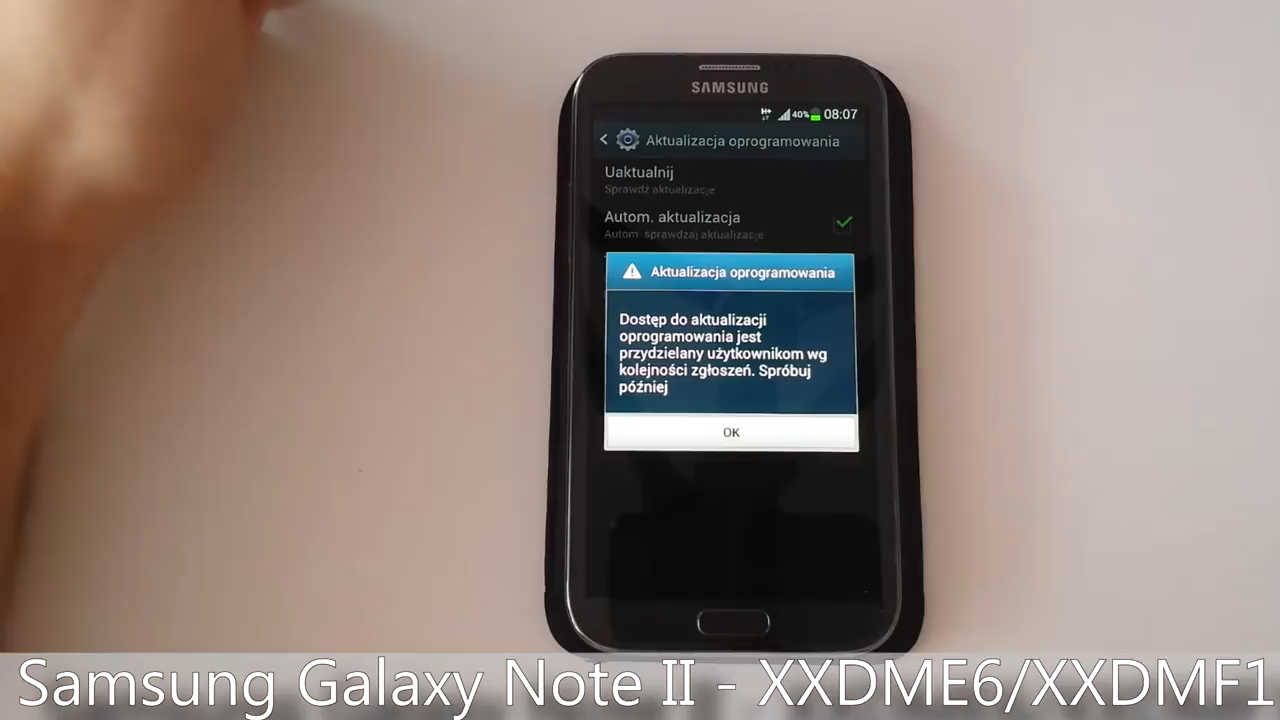 SAMSUNG
H+ 40% 08:07
< Aktualizacja oprogramowania
Uaktualnij
Sprawdź aktualizacje
Autom. aktualizacja
Autom. sprawdzaj aktualizacje
Aktualizacja oprogramowania
Dostęp do aktualizacji
oprogramowania jest
przydzielany użytkownikom wg
kolejności zgłoszeń. Spróbuj
później
OK
Samsung Galaxy Note II - XXDME6/XXDMF1